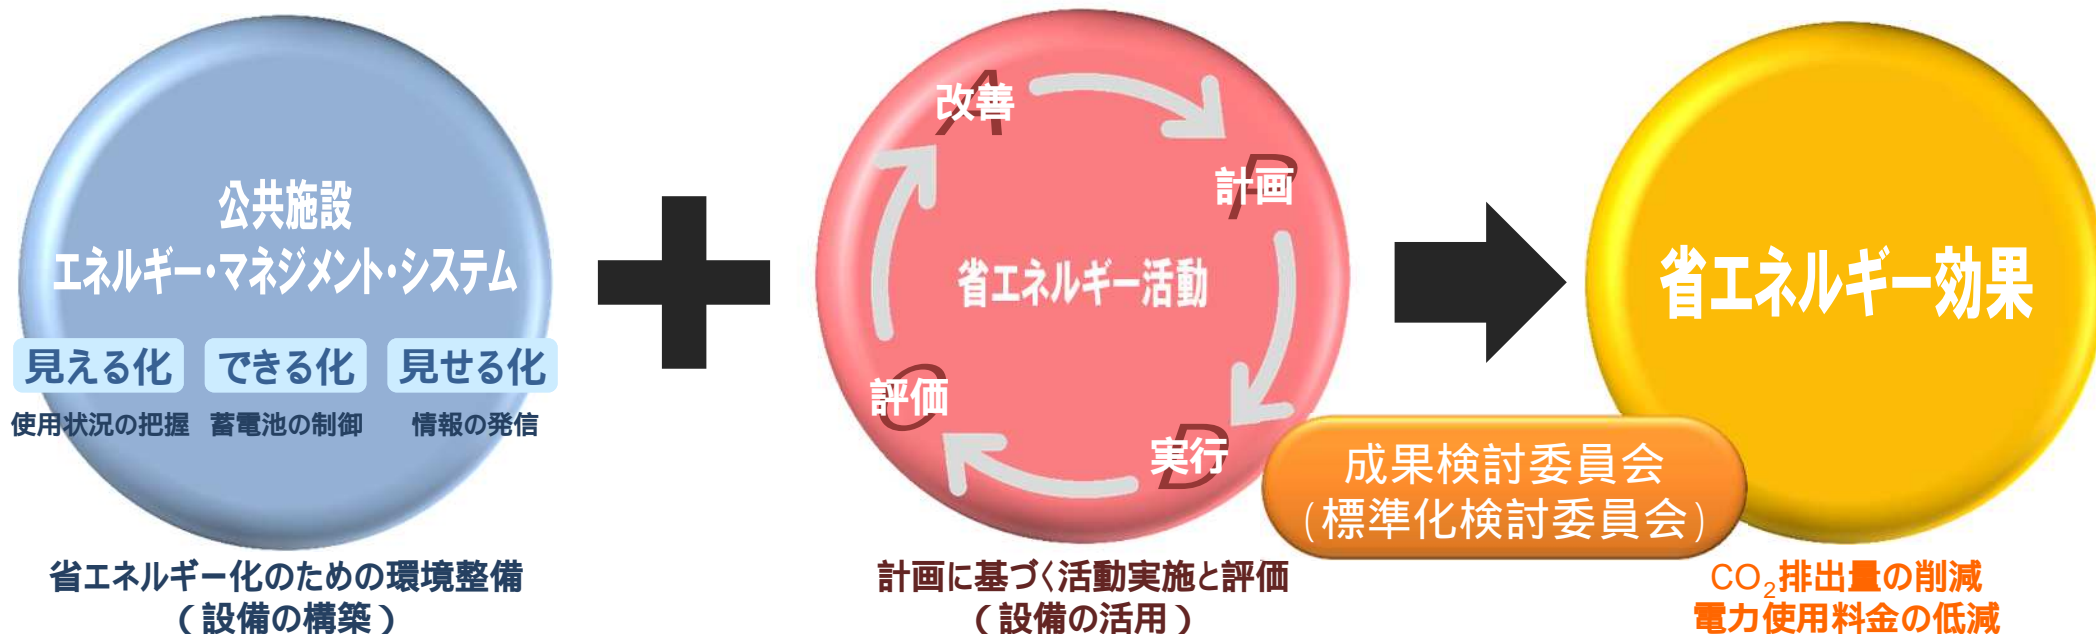 公共施設
エネルギー・マネジメント・システム
見える化
できる化
見せる化
使用状況の把握
蓄電池の制御
情報の発信
省エネルギー化のための環境整備
(設備の構築)
A
改善
P
計画
省エネルギー活動
C
評価
D
実行
計画に基づく活動実施と評価
(設備の活用)
成果検討委員会
(標準化検討委員会)
省エネルギー効果
CO₂排出量の削減
電力使用料金の低減